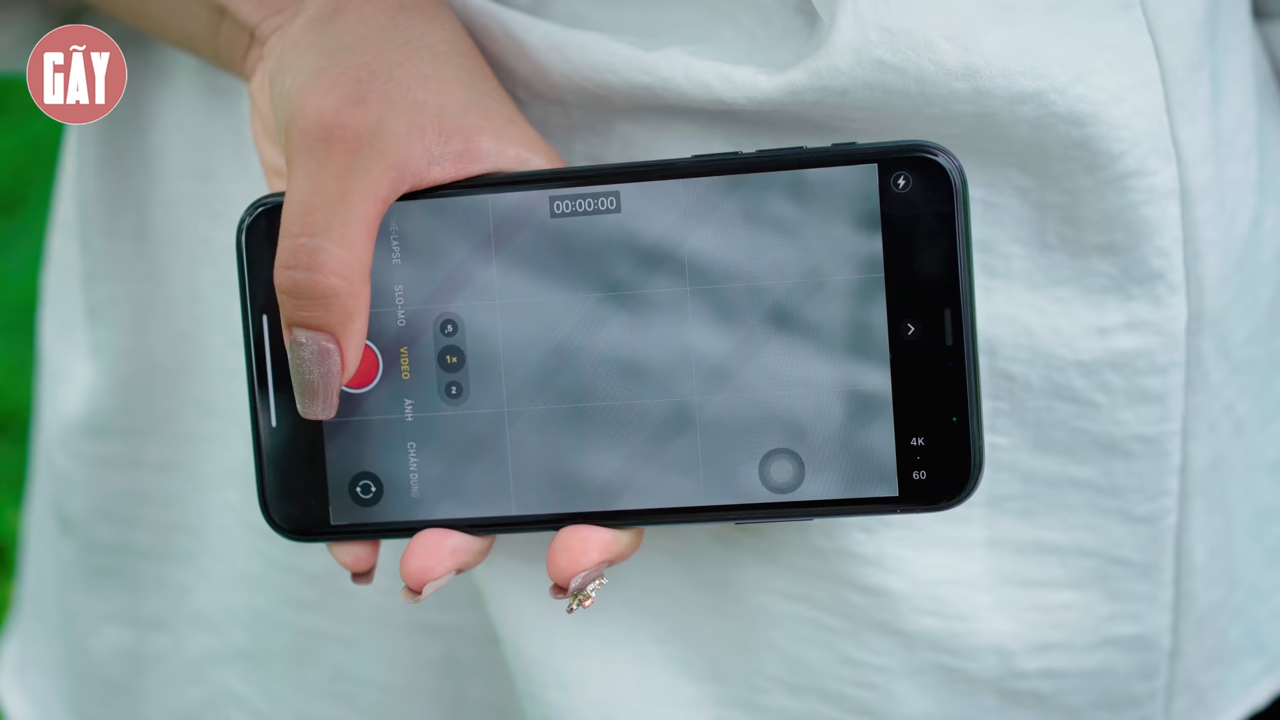 GÃY
00:00:00
SLO-MO
VIDEO
ẢNH
CHÂN DUNG
,5
1×
2
4K
60